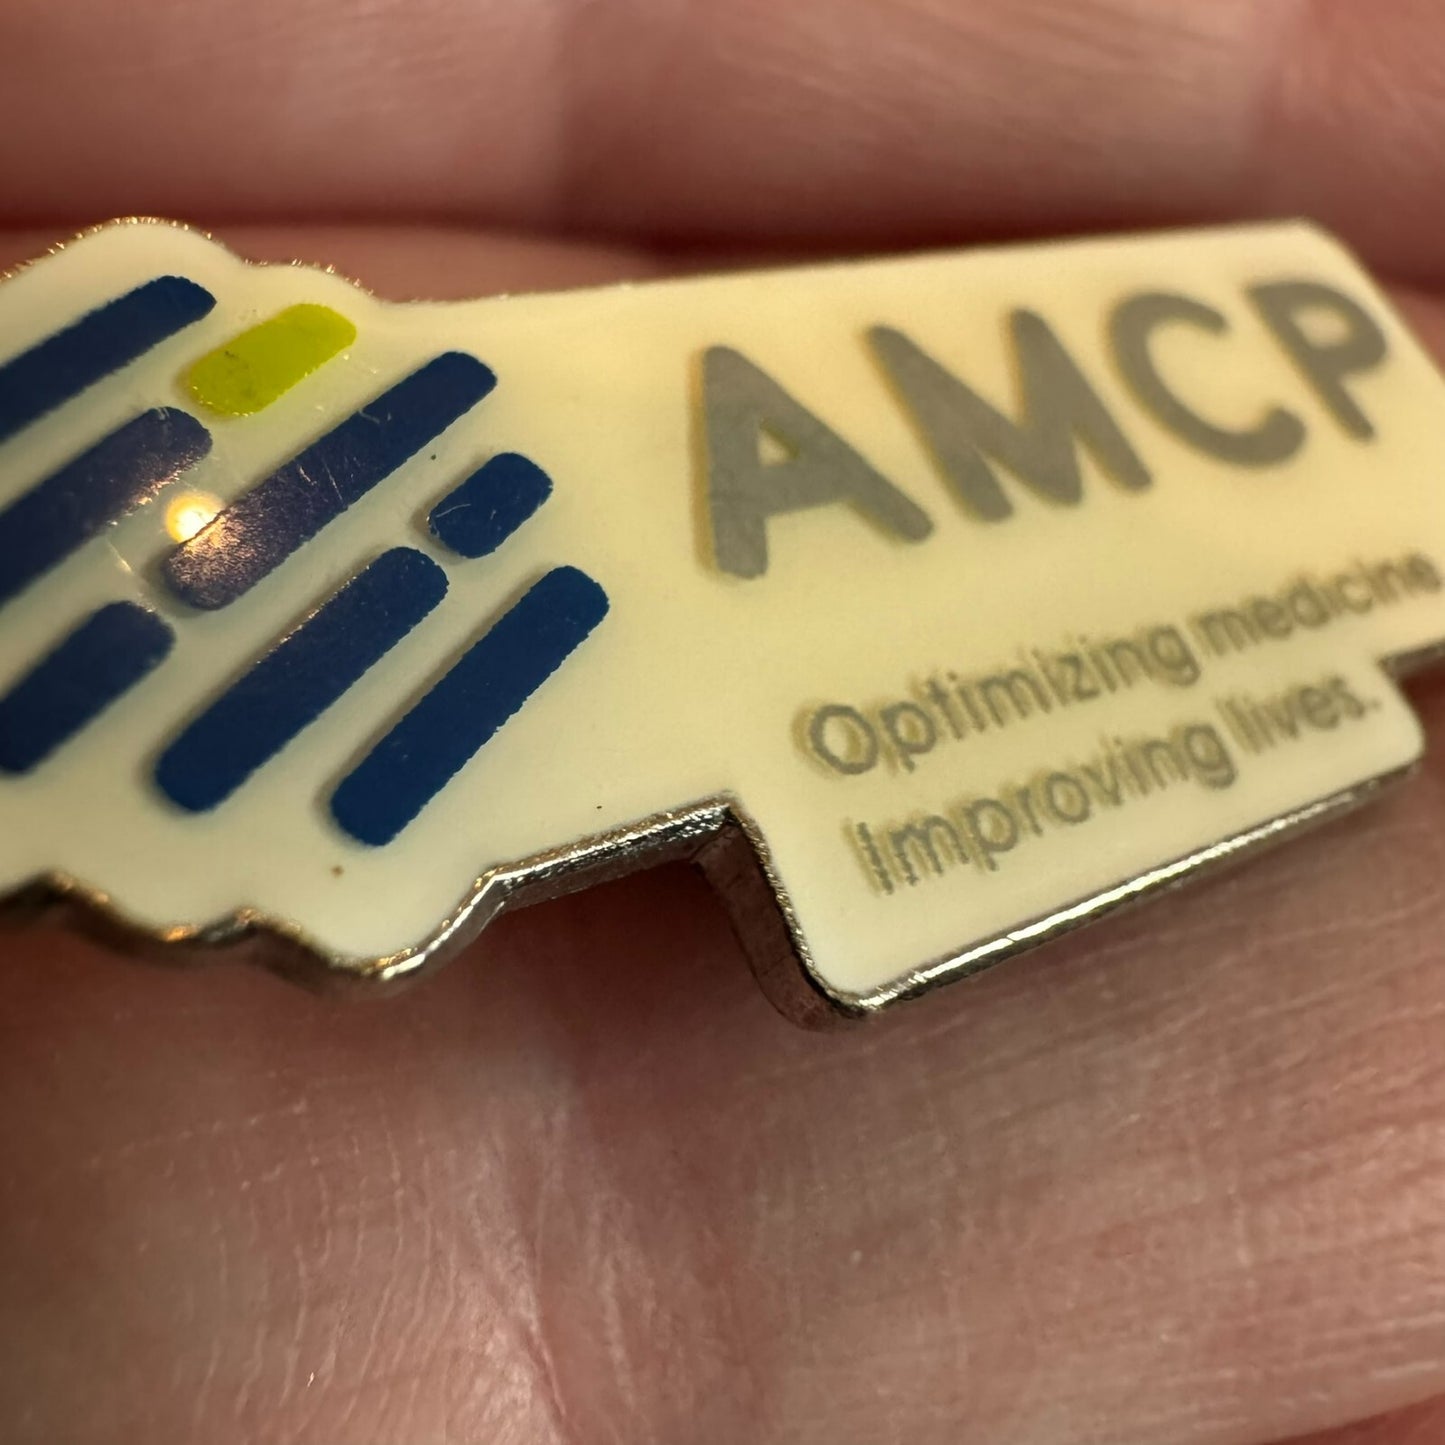 AMCP
Optimizing medicine.
Improving lives.